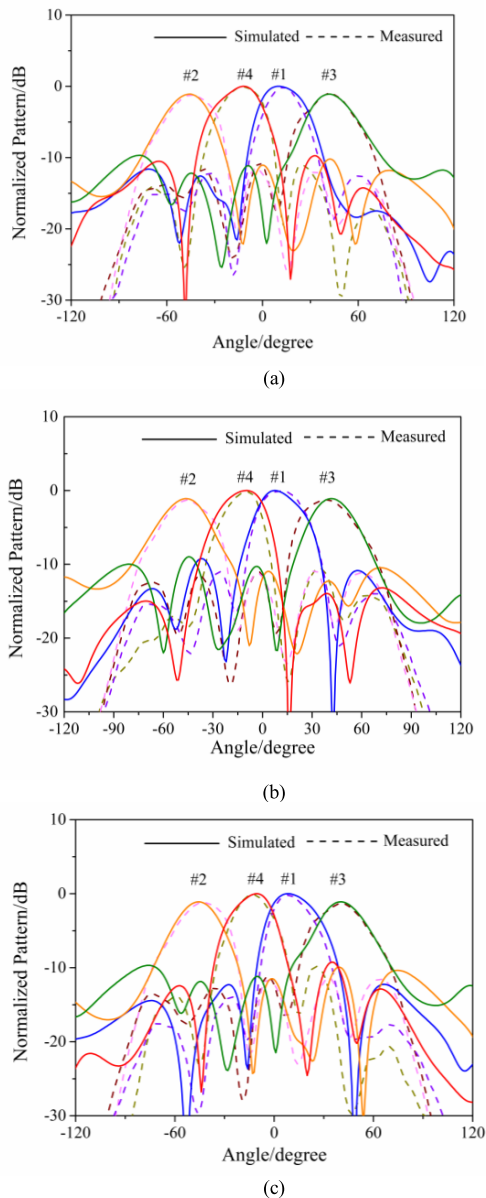 10
0
-10
-20
-30
Normalized Pattern/dB
Simulated Measured
#2 #4 #1 #3
-120 -60 0 60 120
Angle/degree
(a)
10
0
-10
-20
-30
Normalized Pattern/dB
Simulated Measured
#2 #4 #1 #3
-120 -90 -60 -30 0 30 60 90 120
Angle/degree
(b)
10
0
-10
-20
-30
Normalized Pattern/dB
Simulated Measured
#2 #4 #1 #3
-120 -60 0 60 120
Angle/degree
(c)